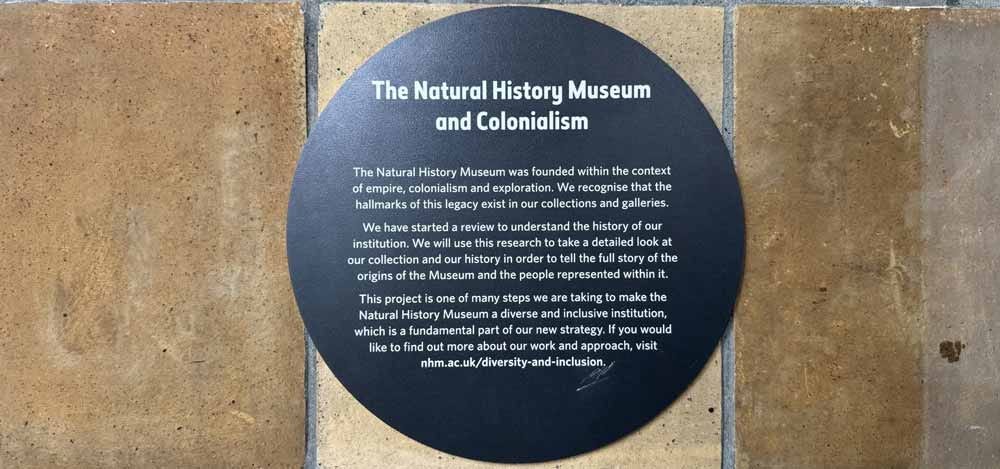 The Natural History Museum
and Colonialism
The Natural History Museum was founded within the context
of empire, colonialism and exploration. We recognise that the
hallmarks of this legacy exist in our collections and galleries.
We have started a review to understand the history of our
institution. We will use this research to take a detailed look at
our collection and our history in order to tell the full story of the
origins of the Museum and the people represented within it.
This project is one of many steps we are taking to make the
Natural History Museum a diverse and inclusive institution,
which is a fundamental part of our new strategy. If you would
like to find out more about our work and approach, visit
nhm.ac.uk/diversity-and-inclusion.